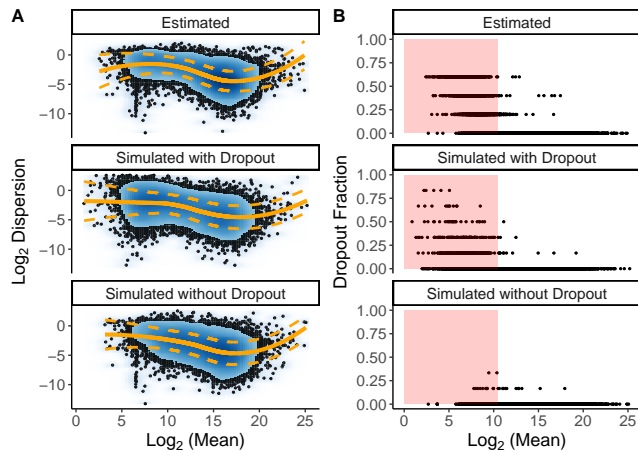 A
Estimated
0
−5
−10
Simulated with Dropout
0
−5
−10
Simulated without Dropout
0
−5
−10
0 5 10 15 20 25
Log2 (Mean)
Log2 Dispersion
B
Estimated
1.00
0.75
0.50
0.25
0.00
Simulated with Dropout
1.00
0.75
0.50
0.25
0.00
Simulated without Dropout
1.00
0.75
0.50
0.25
0.00
0 5 10 15 20 25
Log2 (Mean)
Dropout Fraction